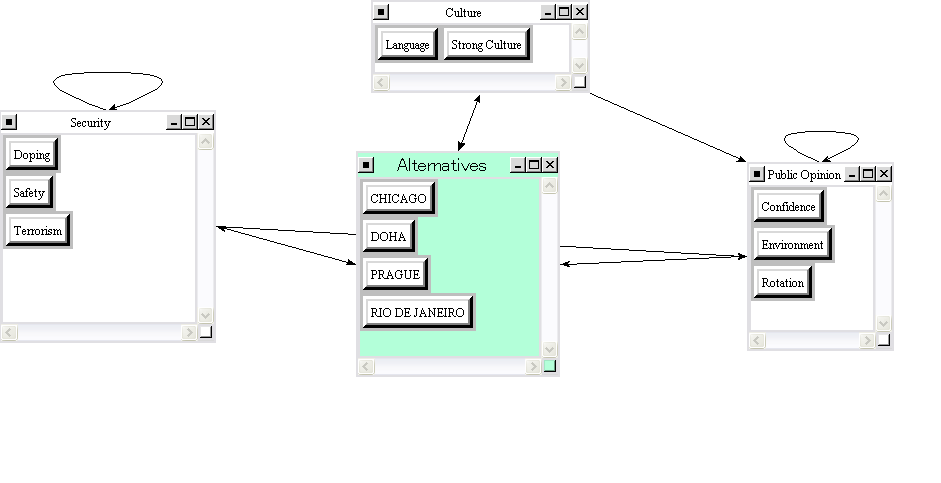 Culture
Language
Strong Culture
Security
Doping
Safety
Terrorism
Alternatives
CHICAGO
DOHA
PRAGUE
RIO DE JANEIRO
Public Opinion
Confidence
Environment
Rotation